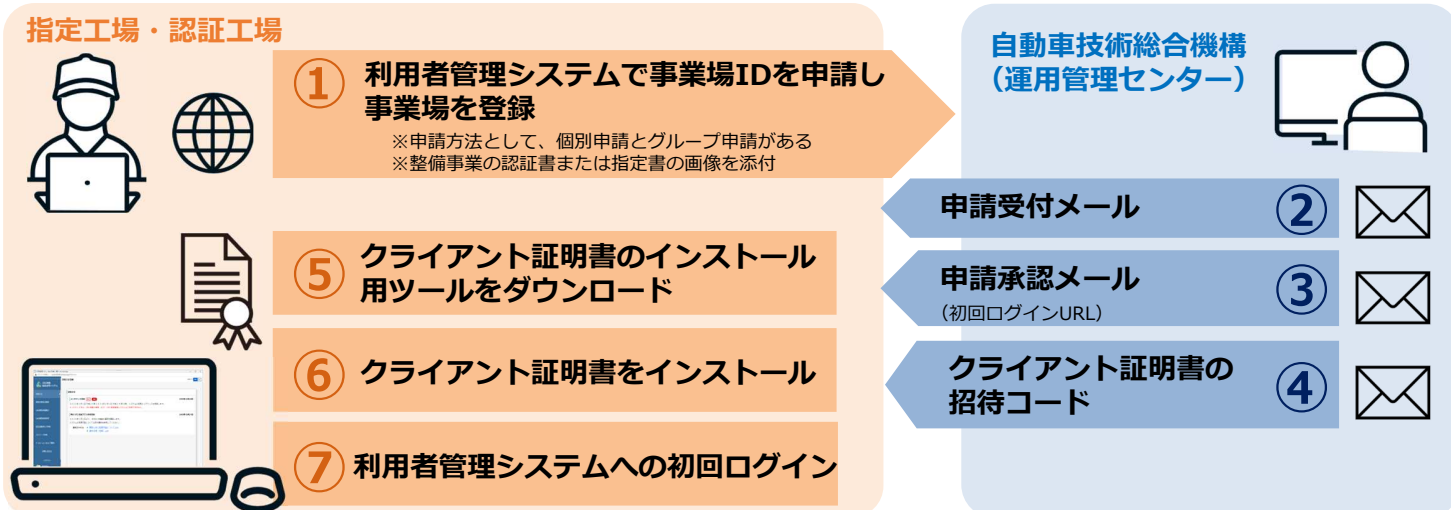 指定工場・認証工場
① 利用者管理システムで事業場IDを申請し
事業場を登録
※申請方法として、個別申請とグループ申請がある
※整備事業の認証書または指定書の画像を添付
自動車技術総合機構
（運用管理センター）
申請受付メール ②
申請承認メール ③
（初回ログインURL）
クライアント証明書の
招待コード ④
⑤ クライアント証明書のインストール
用ツールをダウンロード
⑥ クライアント証明書をインストール
⑦ 利用者管理システムへの初回ログイン